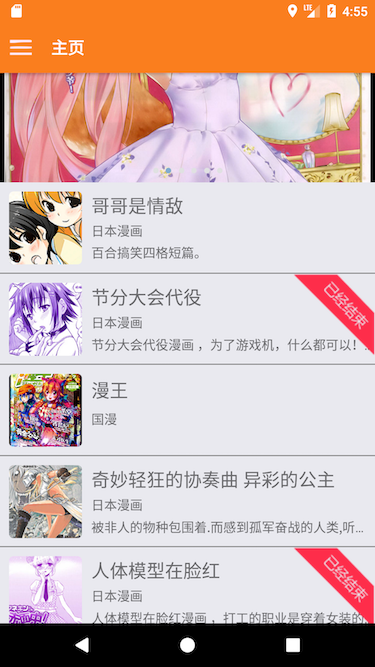 LTE 4:55
主页
哥哥是情敌
日本漫画
百合搞笑四格短篇。
节分大会代役
已经结束
日本漫画
节分大会代役漫画 ，为了游戏机，什么都可以！
漫王
国漫
奇妙轻狂的协奏曲 异彩的公主
日本漫画
被非人的物种包围着.而感到孤军奋战的人类,听...
人体模型在脸红
已经结束
日本漫画
人体模型在脸红漫画 ，打工的职业是穿着女装的